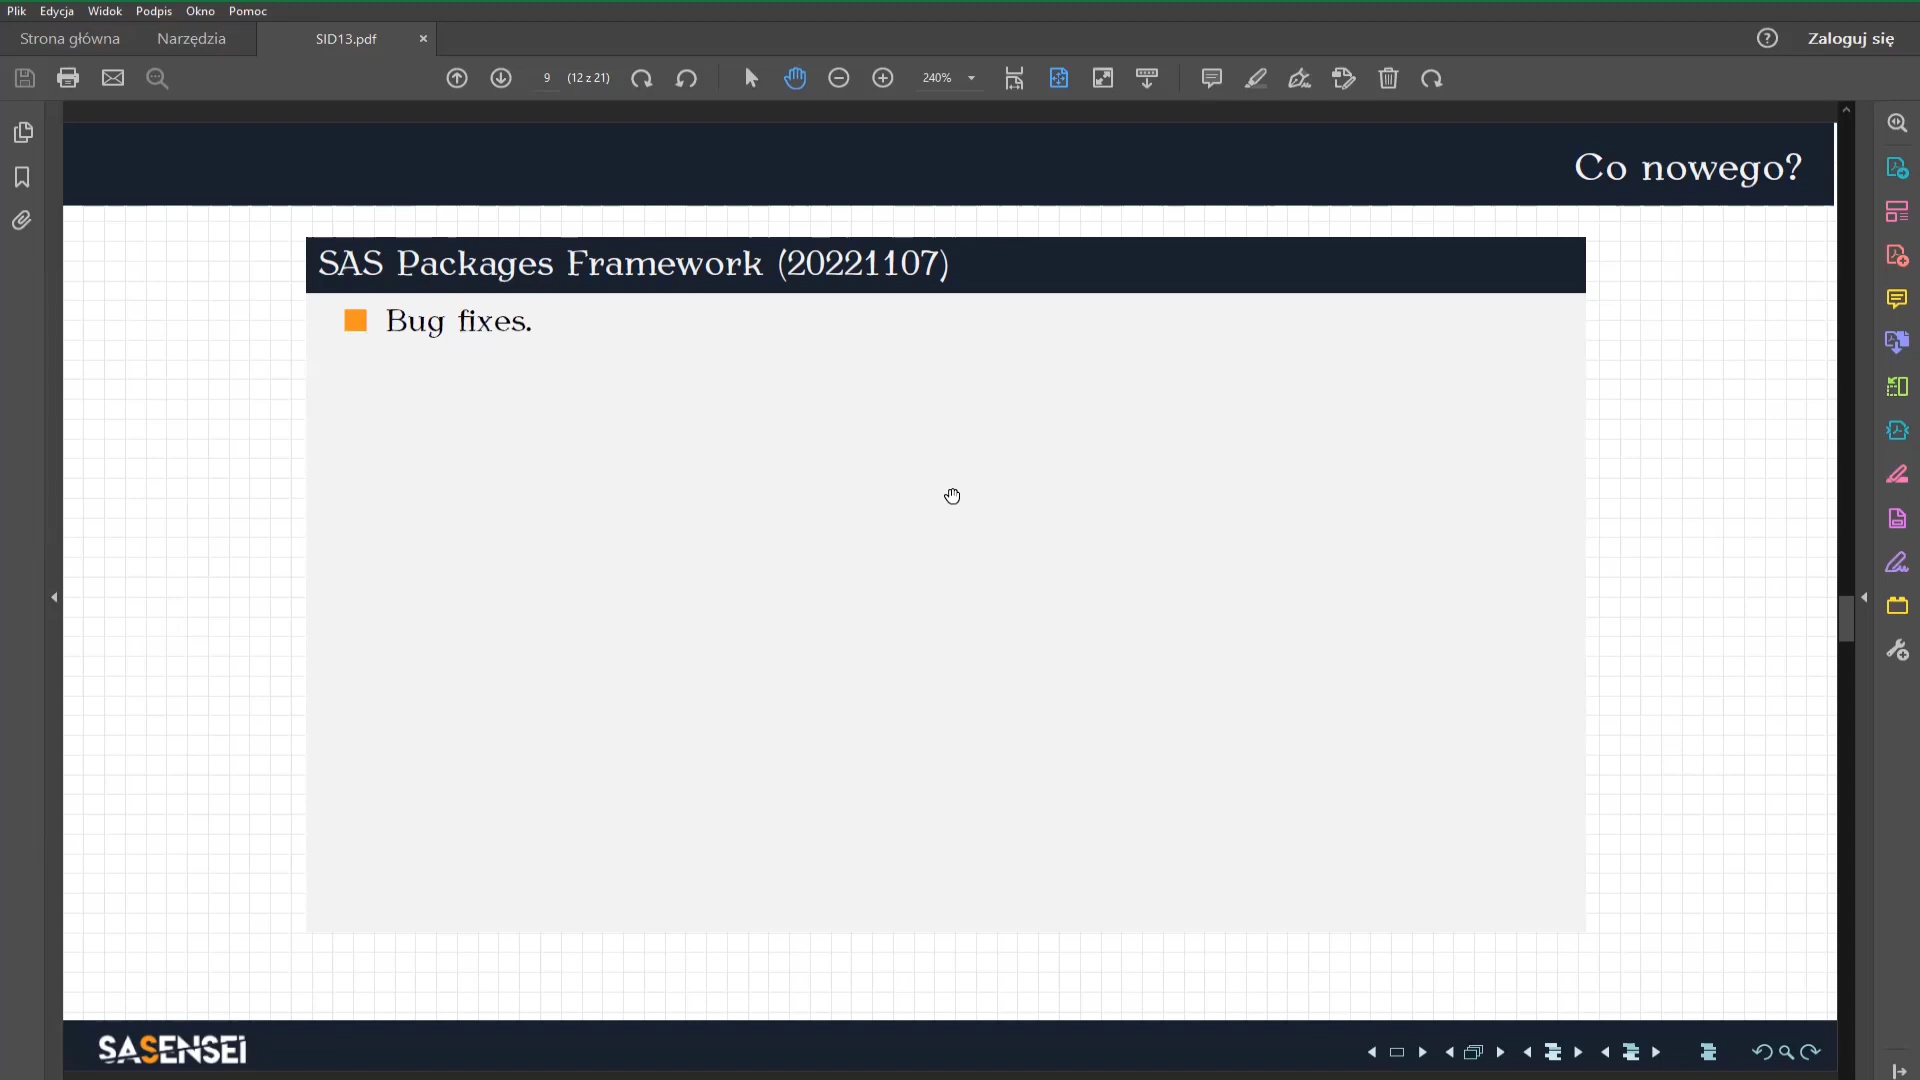 Plik Edycja Widok Podpis Okno Pomoc
Strona główna Narzędzia SID13.pdf × Zaloguj się
9 (12 z 21) 240%
Co nowego?
SAS Packages Framework (20221107)
Bug fixes.
SASENSEI